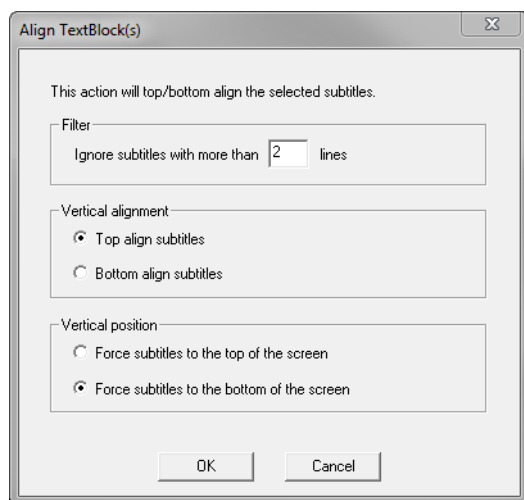 Align TextBlock(s)
This action will top/bottom align the selected subtitles.
Filter
Ignore subtitles with more than 2 lines
Vertical alignment
Top align subtitles
Bottom align subtitles
Vertical position
Force subtitles to the top of the screen
Force subtitles to the bottom of the screen
OK Cancel